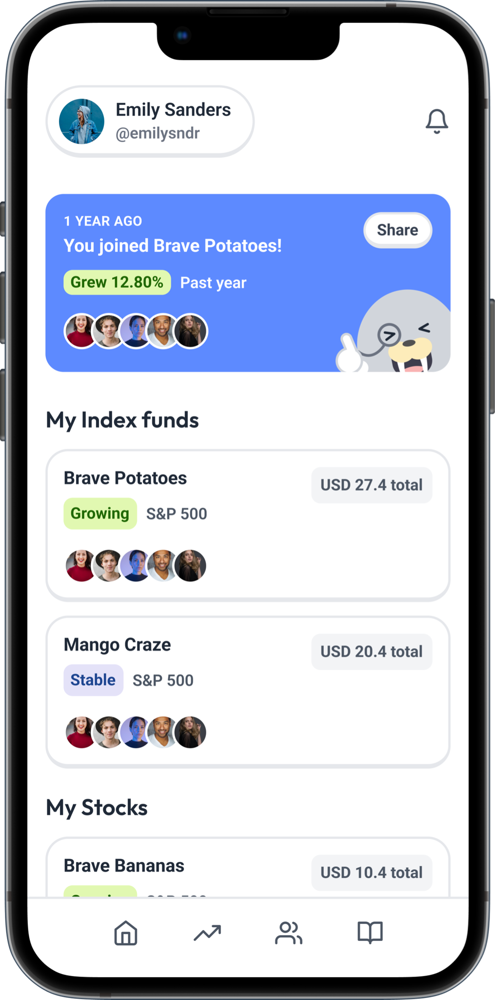 Emily Sanders
@emilysndr
1 YEAR AGO
Share
You joined Brave Potatoes!
Grew 12.80% Past year
My Index funds
Brave Potatoes
USD 27.4 total
Growing S&P 500
Mango Craze
USD 20.4 total
Stable S&P 500
My Stocks
Brave Bananas
USD 10.4 total